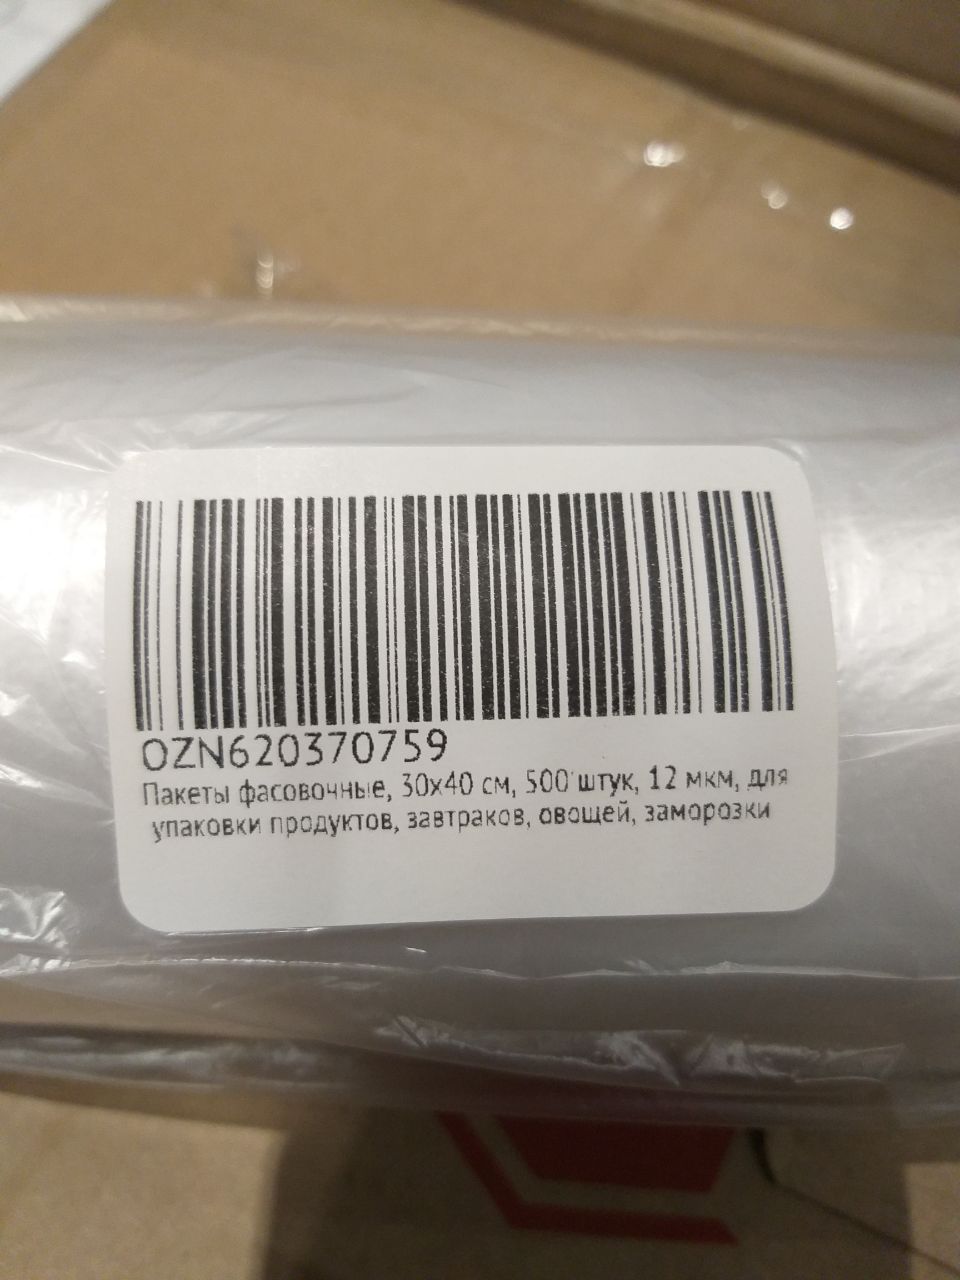 OZN620370759
Пакеты фасовочные, 30х40 см, 500 штук, 12 мкм, для
упаковки продуктов, завтраков, овощей, заморозки